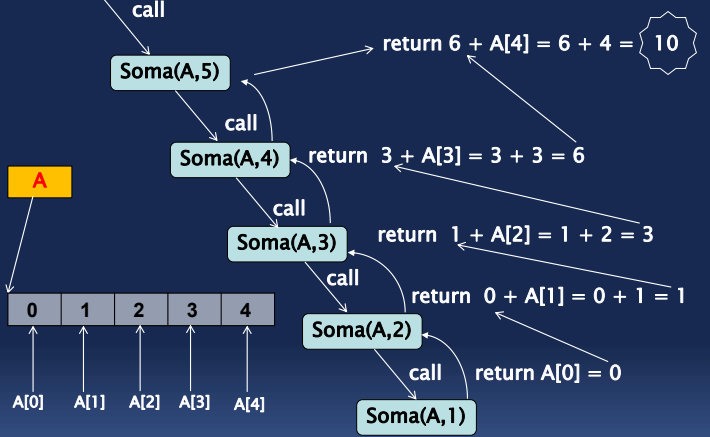 call
return 6 + A[4] = 6 + 4 = 10
Soma(A,5)
call
Soma(A,4)
return 3 + A[3] = 3 + 3 = 6
A
call
Soma(A,3)
return 1 + A[2] = 1 + 2 = 3
call
return 0 + A[1] = 0 + 1 = 1
0 1 2 3 4
Soma(A,2)
call
return A[0] = 0
A[0] A[1] A[2] A[3] A[4]
Soma(A,1)